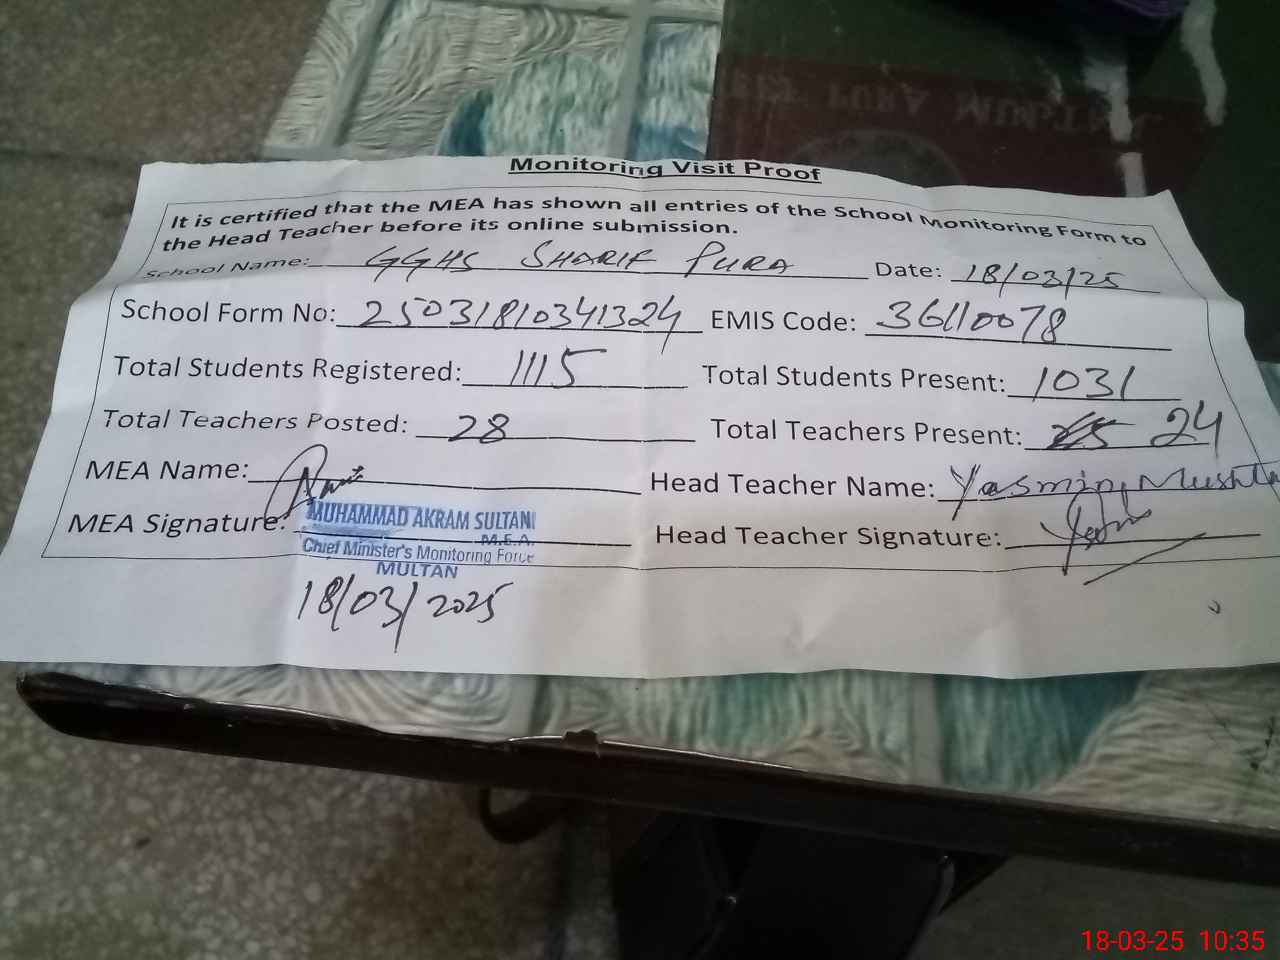 Monitoring Visit Proof
It is certified that the MEA has shown all entries of the School Monitoring Form to
the Head Teacher before its online submission.
School Name: GGHS SHARIF PURA Date: 18/03/25
School Form No: 25031810341324 EMIS Code: 36110078
Total Students Registered: 1115 Total Students Present: 1031
Total Teachers Posted: 28 Total Teachers Present: 24
MEA Name: Head Teacher Name: Yasmin
MEA Signature: Head Teacher Signature:
MUHAMMAD AKRAM SULTANI
M.E.A.
Chief Minister's Monitoring Force
MULTAN
18/03/2025
18-03-25 10:35